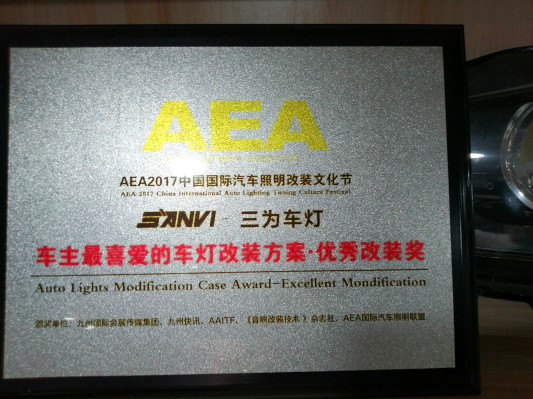 AEA
AEA2017中国国际汽车照明改装文化节
AEA 2017 China International Auto Lighting Tuning Culture Festival
SANVI 三为车灯
车主最喜爱的车灯改装方案·优秀改装奖
Auto Lights Modification Case Award-Excellent Mondification
颁奖单位：九州国际会展传媒集团、九州快讯、AAITF、《音响改装技术》杂志社、AEA国际汽车照明联盟